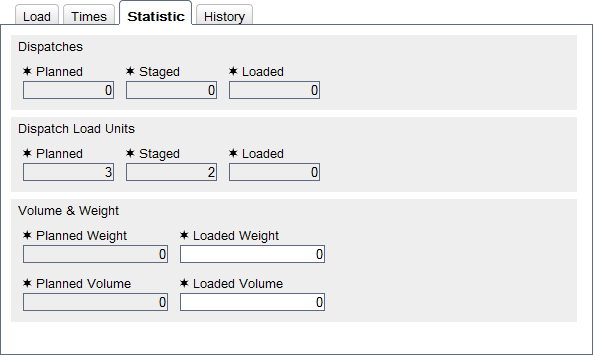 Load Times Statistic History
Dispatches
✶ Planned ✶ Staged ✶ Loaded
0 0 0
Dispatch Load Units
✶ Planned ✶ Staged ✶ Loaded
3 2 0
Volume & Weight
✶ Planned Weight ✶ Loaded Weight
0 0
✶ Planned Volume ✶ Loaded Volume
0 0